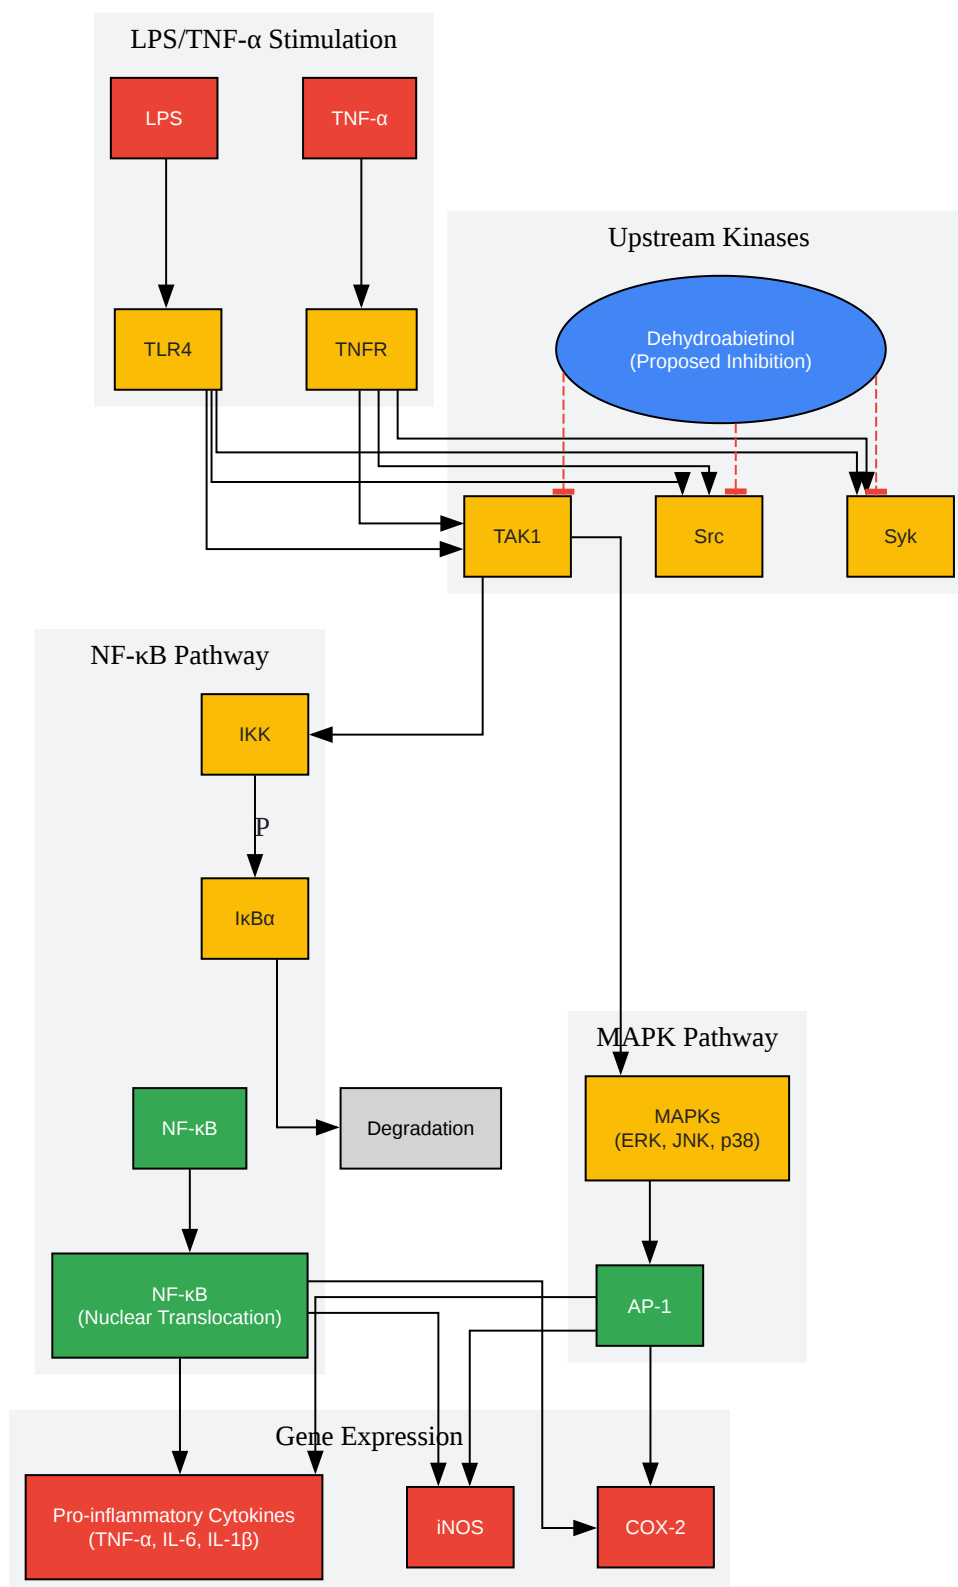 LPS/TNF-α Stimulation
LPS
TNF-α
Upstream Kinases
TLR4
TNFR
Dehydroabietinol
(Proposed Inhibition)
TAK1
Src
Syk
NF-κB Pathway
IKK
P
IκBα
MAPK Pathway
NF-κB
Degradation
MAPKs
(ERK, JNK, p38)
NF-κB
(Nuclear Translocation)
AP-1
Gene Expression
Pro-inflammatory Cytokines
(TNF-α, IL-6, IL-1β)
iNOS
COX-2